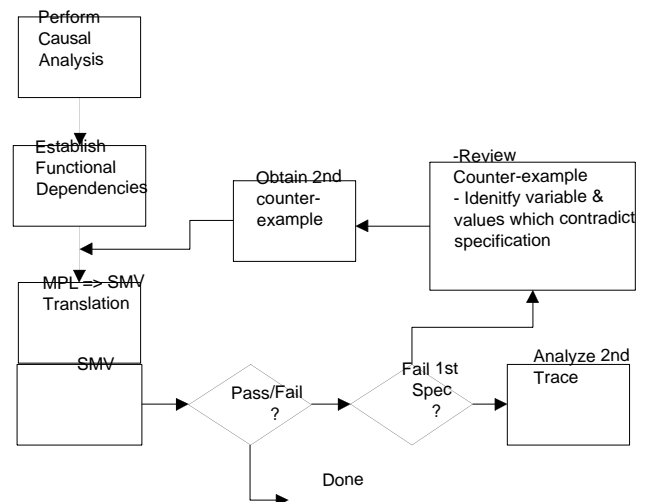 Perform
Causal
Analysis
Establish
Functional
Dependencies
Obtain 2nd
counter-
example
-Review
Counter-example
- Idenitfy variable &
values which contradict
specification
MPL => SMV
Translation
SMV
Pass/Fail
?
Fail 1st
Spec
?
Analyze 2nd
Trace
Done